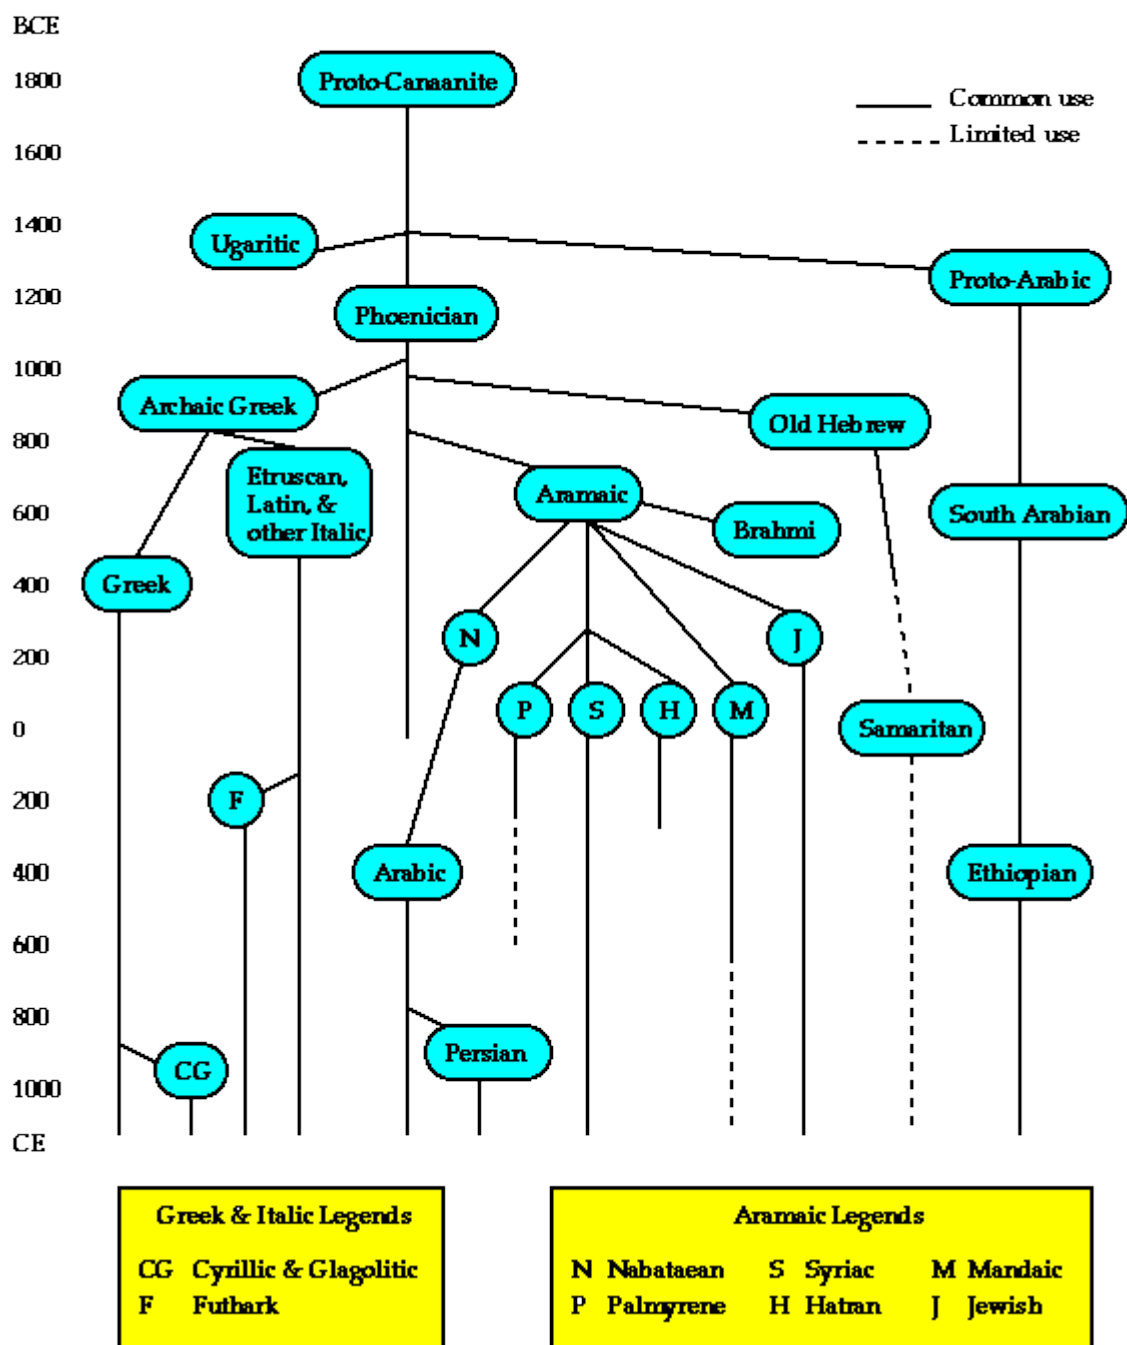 BCE
1800
Proto-Canaanite
Common use
Limited use
1600
1400
Ugaritic
Proto-Arabic
1200
Phoenician
1000
Archaic Greek
Old Hebrew
800
Etruscan,
Latin, &
other Italic
Aramaic
600
South Arabian
Brahmi
400
Greek
N
J
200
P
S
H
M
0
Samaritan
200
F
400
Arabic
Ethiopian
600
800
Persian
CG
1000
CE
Greek & Italic Legends
CG Cyrillic & Glagolitic
F Futhark
Aramaic Legends
N Nabataean S Syriac M Mandaic
P Palmyrene H Hatran J Jewish